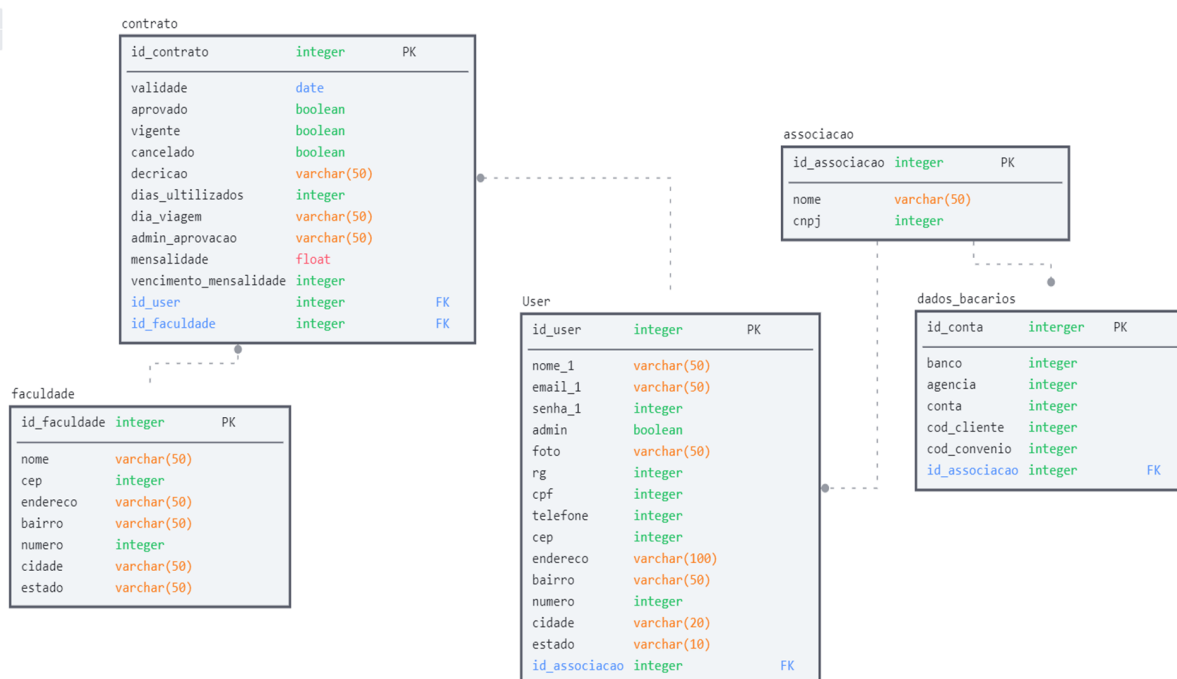 contrato
id_contrato integer PK
validade date
aprovado boolean
vigente boolean
cancelado boolean
decricao varchar(50)
dias_ultilizados integer
dia_viagem varchar(50)
admin_aprovacao varchar(50)
mensalidade float
vencimento_mensalidade integer
id_user integer FK
id_faculdade integer FK
faculdade
id_faculdade integer PK
nome varchar(50)
cep integer
endereco varchar(50)
bairro varchar(50)
numero integer
cidade varchar(50)
estado varchar(50)
User
id_user integer PK
nome_1 varchar(50)
email_1 varchar(50)
senha_1 integer
admin boolean
foto varchar(50)
rg integer
cpf integer
telefone integer
cep integer
endereco varchar(100)
bairro varchar(50)
numero integer
cidade varchar(20)
estado varchar(10)
id_associacao integer FK
associacao
id_associacao integer PK
nome varchar(50)
cnpj integer
dados_bacarios
id_conta interger PK
banco integer
agencia integer
conta integer
cod_cliente integer
cod_convenio integer
id_associacao integer FK